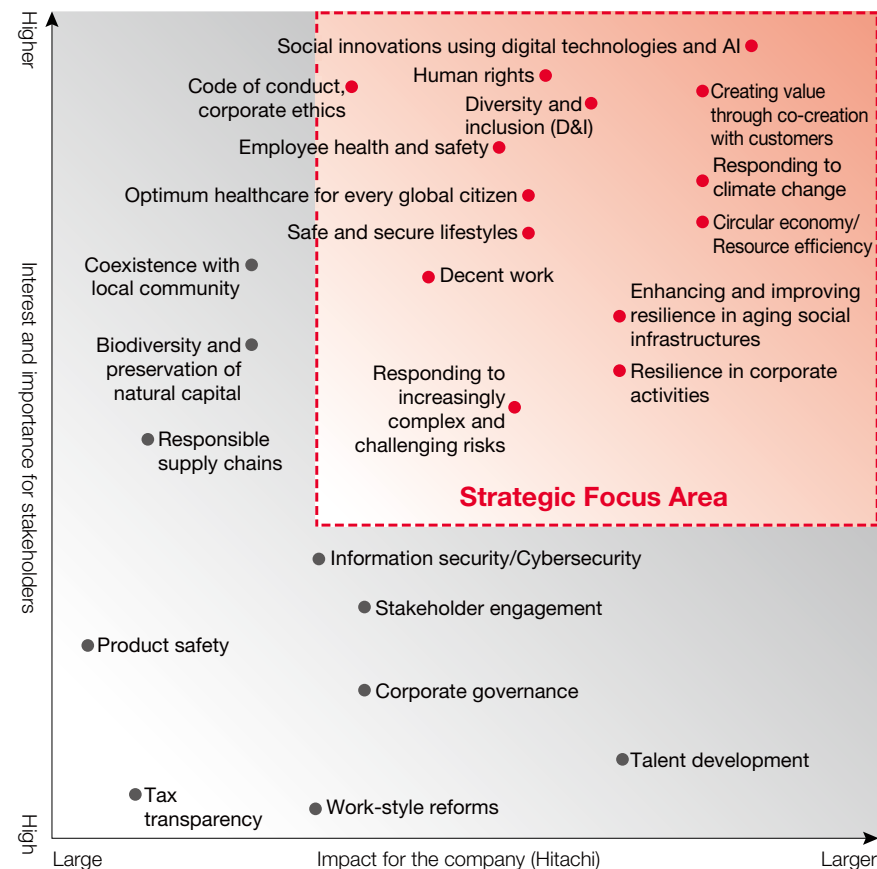 Higher
Interest and importance for stakeholders
High
Social innovations using digital technologies and AI
Human rights
Code of conduct,
corporate ethics
Diversity and
inclusion (D&I)
Creating value
through co-creation
with customers
Employee health and safety
Responding to
climate change
Optimum healthcare for every global citizen
Circular economy/
Resource efficiency
Safe and secure lifestyles
Coexistence with
local community
Decent work
Enhancing and improving
resilience in aging social
infrastructures
Biodiversity and
preservation of
natural capital
Resilience in corporate
activities
Responding to
increasingly
complex and
challenging risks
Responsible
supply chains
Strategic Focus Area
Information security/Cybersecurity
Stakeholder engagement
Product safety
Corporate governance
Talent development
Tax
transparency
Work-style reforms
Large
Impact for the company (Hitachi)
Larger